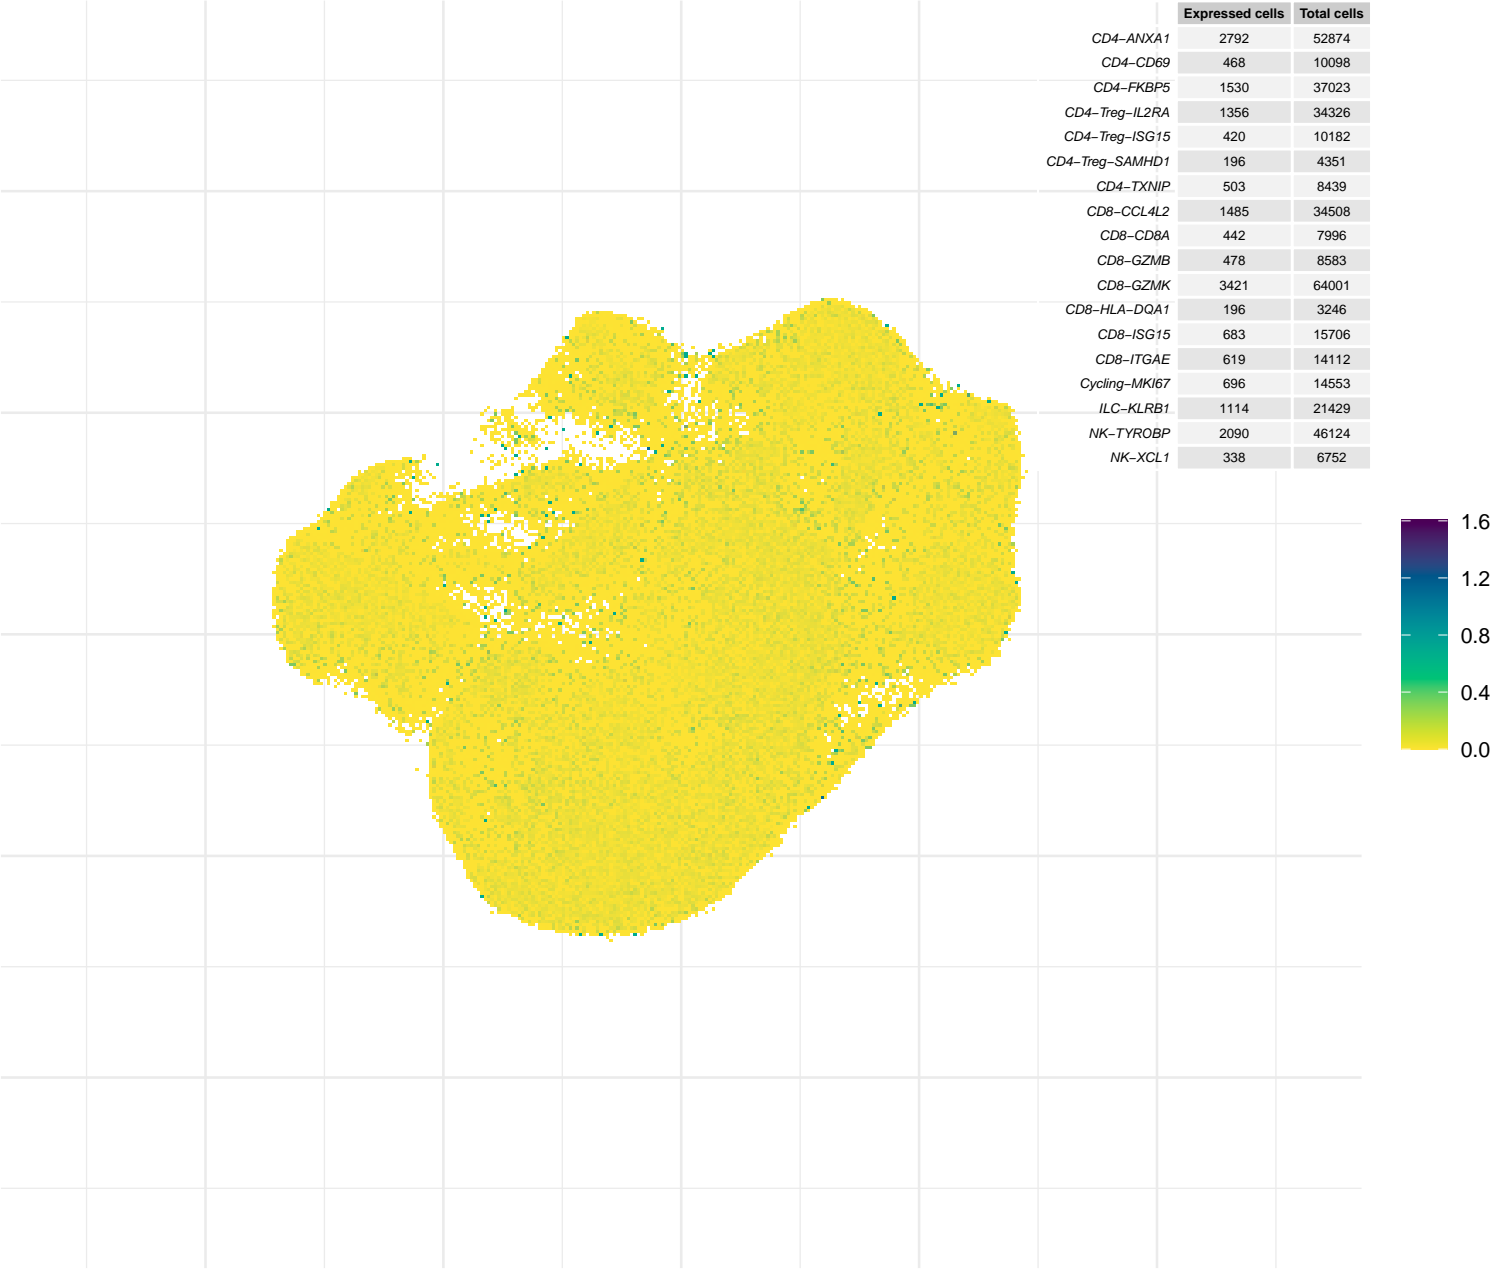 Expressed cells Total cells
CD4−ANXA1 2792 52874
CD4−CD69 468 10098
CD4−FKBP5 1530 37023
CD4−Treg−IL2RA 1356 34326
CD4−Treg−ISG15 420 10182
CD4−Treg−SAMHD1 196 4351
CD4−TXNIP 503 8439
CD8−CCL4L2 1485 34508
CD8−CD8A 442 7996
CD8−GZMB 478 8583
CD8−GZMK 3421 64001
CD8−HLA−DQA1 196 3246
CD8−ISG15 683 15706
CD8−ITGAE 619 14112
Cycling−MKI67 696 14553
ILC−KLRB1 1114 21429
NK−TYROBP 2090 46124
NK−XCL1 338 6752
1.6
1.2
0.8
0.4
0.0